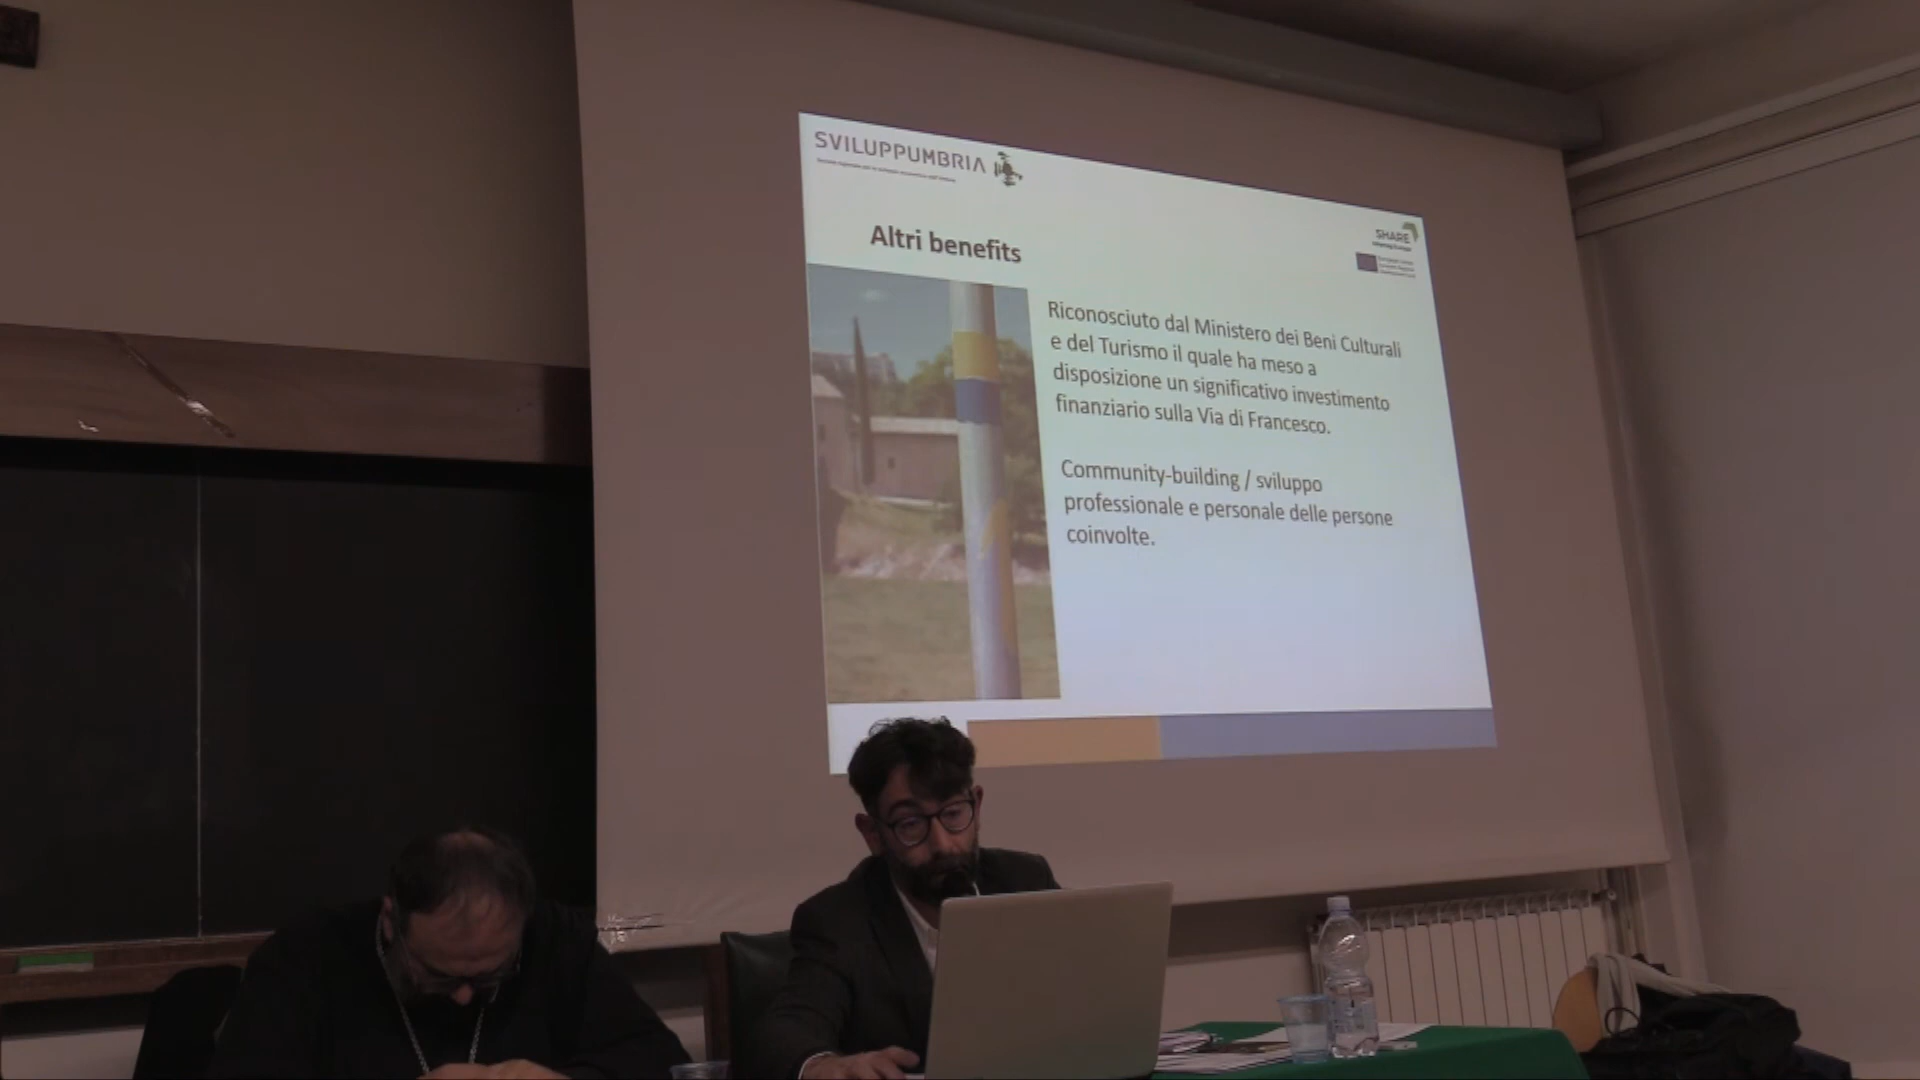 SVILUPPUMBRIA
SHARE
Altri benefits
Riconosciuto dal Ministero dei Beni Culturali
e del Turismo il quale ha meso a
disposizione un significativo investimento
finanziario sulla Via di Francesco.
Community-building / sviluppo
professionale e personale delle persone
coinvolte.